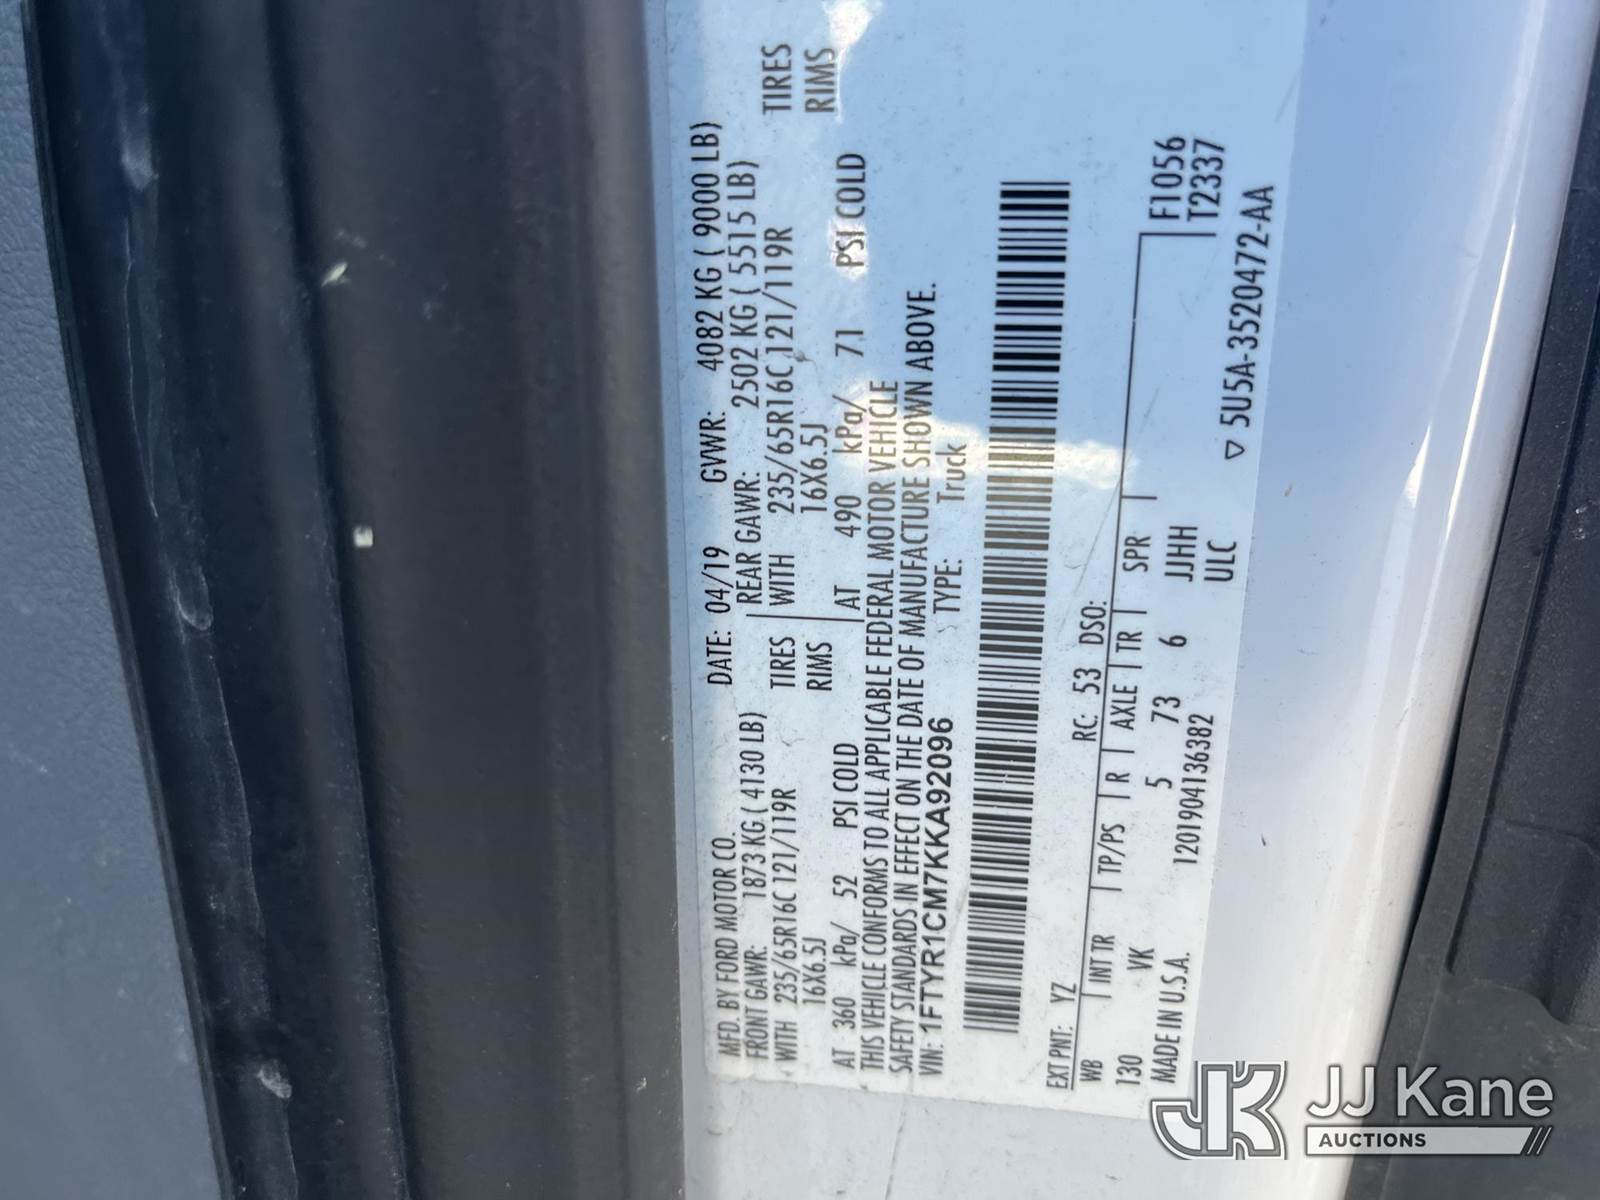 MFD. BY FORD MOTOR CO. DATE: 04/19 GVWR: 4082 KG ( 9000 LB)
FRONT GAWR: 1873 KG ( 4130 LB) REAR GAWR: 2502 KG ( 5515 LB)
WITH 235/65R16C 121/119R TIRES WITH 235/65R16C 121/119R TIRES
16X6.5J RIMS 16X6.5J RIMS
AT 360 kPa/ 52 PSI COLD AT 490 kPa/ 71 PSI COLD
THIS VEHICLE CONFORMS TO ALL APPLICABLE FEDERAL MOTOR VEHICLE
SAFETY STANDARDS IN EFFECT ON THE DATE OF MANUFACTURE SHOWN ABOVE.
VIN: 1FTYR1CM7KKA92096 TYPE: Truck
EXT PNT: YZ RC: 53 DSO:
WB INT TR TP/PS R AXLE TR SPR F1056
130 VK 5 73 6 JJHH T2337
MADE IN U.S.A. 120190413 6382 ULC
▽ 5U5A-3520472-AA
JK JJ Kane
AUCTIONS